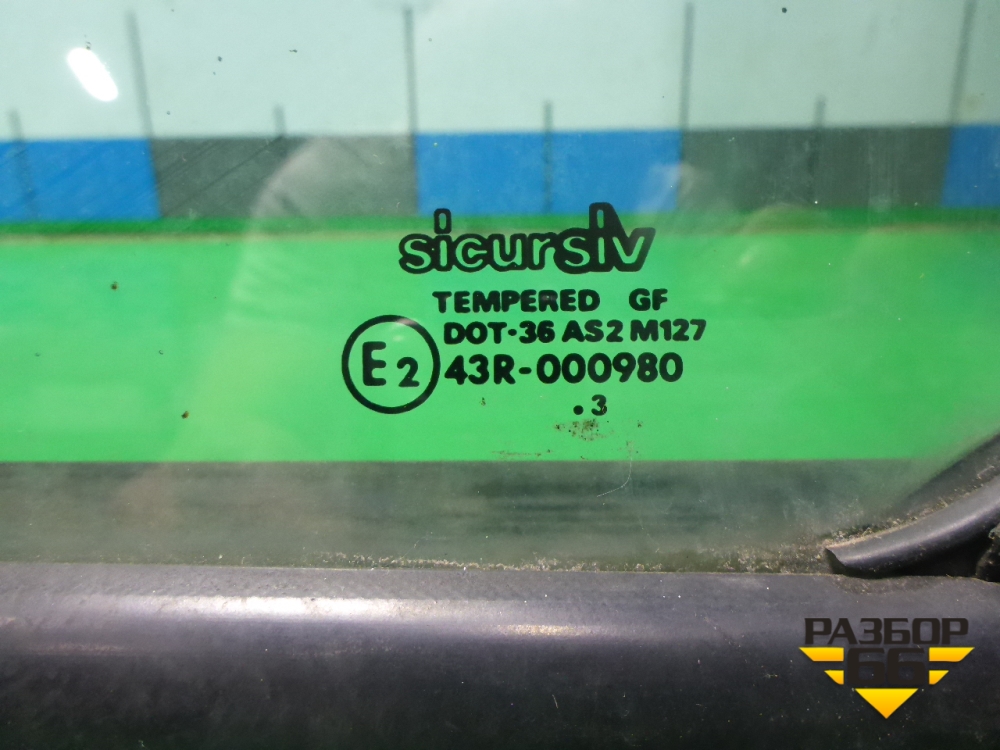 sicursiv
TEMPERED GF
DOT·36 AS2 M127
E2 43R-000980
.3
РАЗБОР
66